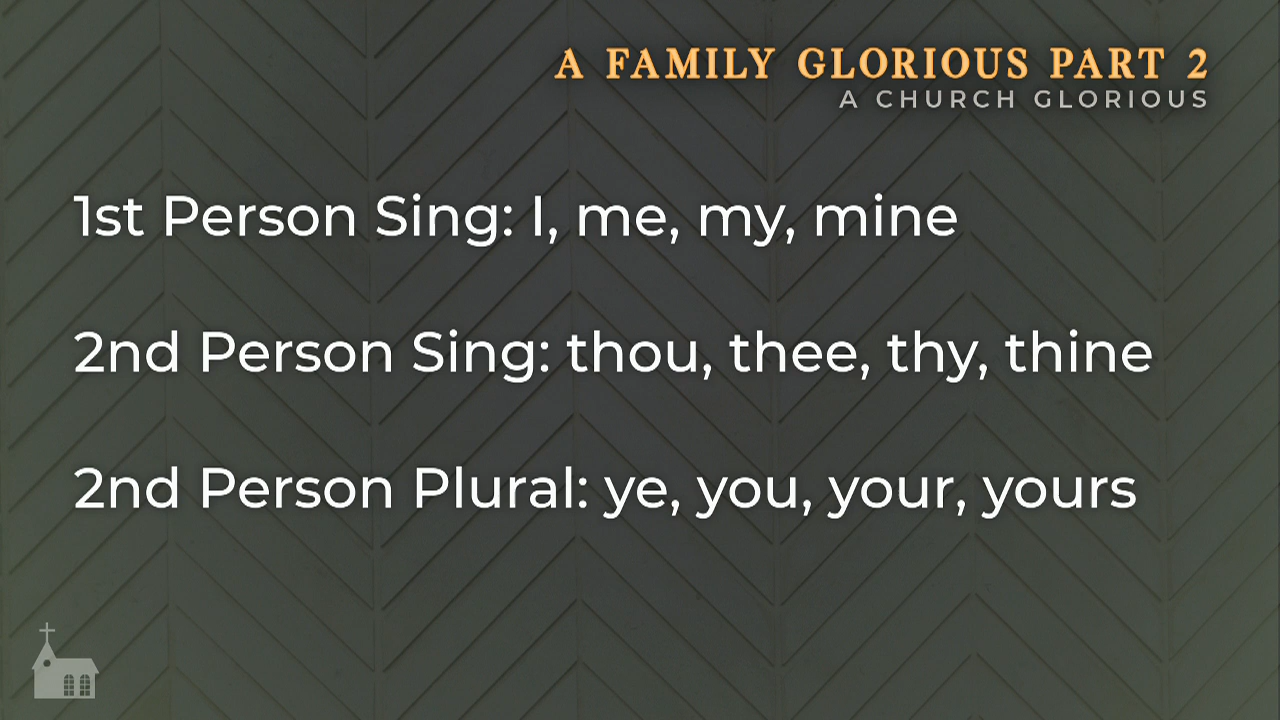 A FAMILY GLORIOUS PART 2
A CHURCH GLORIOUS
1st Person Sing: I, me, my, mine
2nd Person Sing: thou, thee, thy, thine
2nd Person Plural: ye, you, your, yours